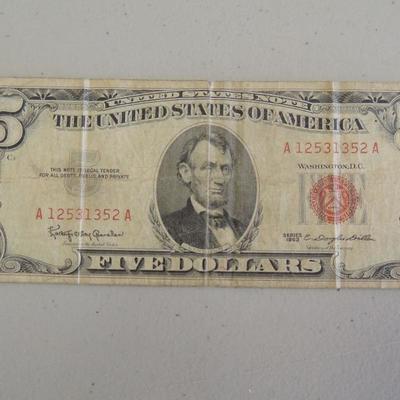 UNITED STATES NOTE
THE UNITED STATES OF AMERICA
5
C
THIS NOTE IS LEGAL TENDER
FOR ALL DEBTS, PUBLIC AND PRIVATE
A 12531352 A
WASHINGTON, D.C.
A 12531352 A
SERIES
1963
FIVE DOLLARS